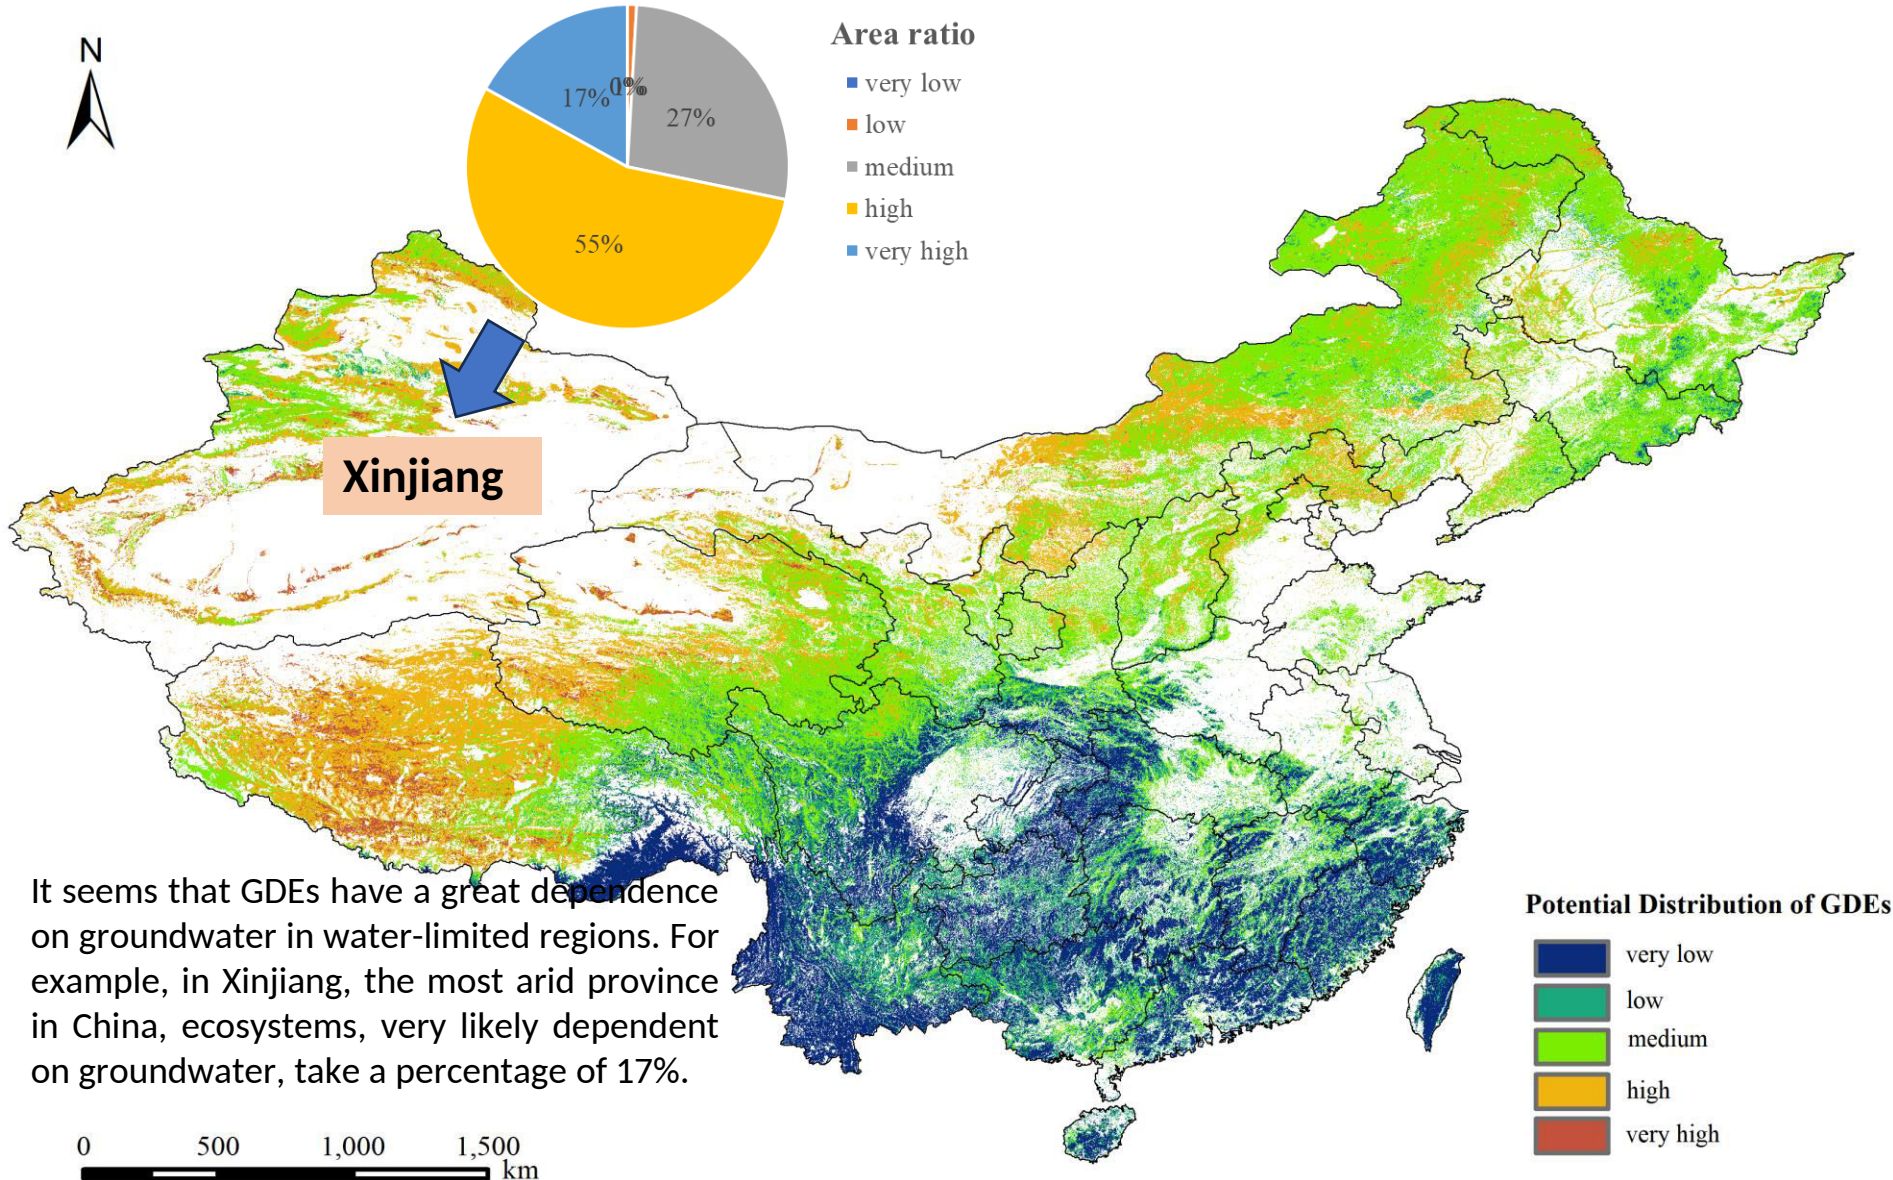 N
Area ratio
very low
low
medium
high
very high
17%
0%
1%
27%
55%
Xinjiang
It seems that GDEs have a great dependence
on groundwater in water-limited regions. For
example, in Xinjiang, the most arid province
in China, ecosystems, very likely dependent
on groundwater, take a percentage of 17%.
0 500 1,000 1,500
km
Potential Distribution of GDEs
very low
low
medium
high
very high